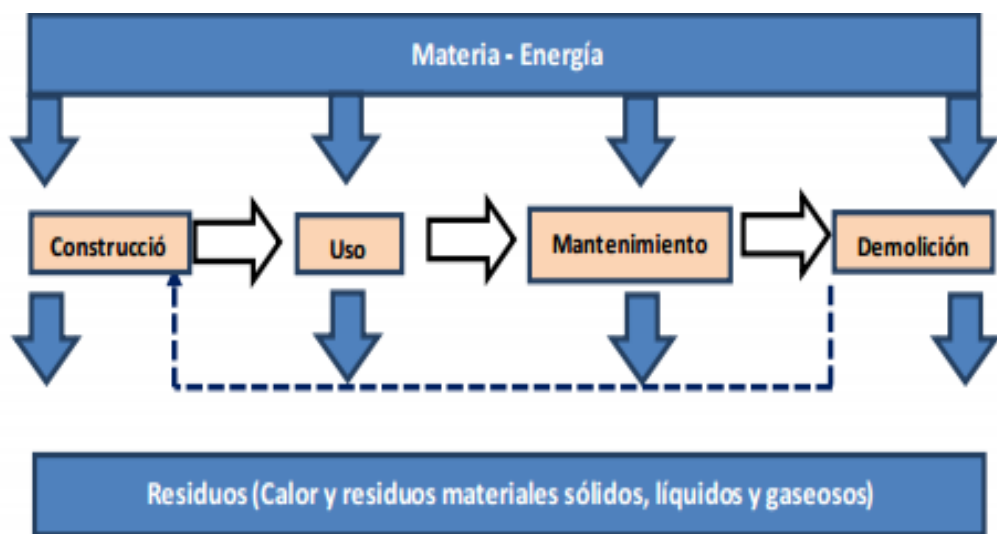 Materia - Energía
Construcció
Uso
Mantenimiento
Demolición
Residuos (Calor y residuos materiales sólidos, líquidos y gaseosos)